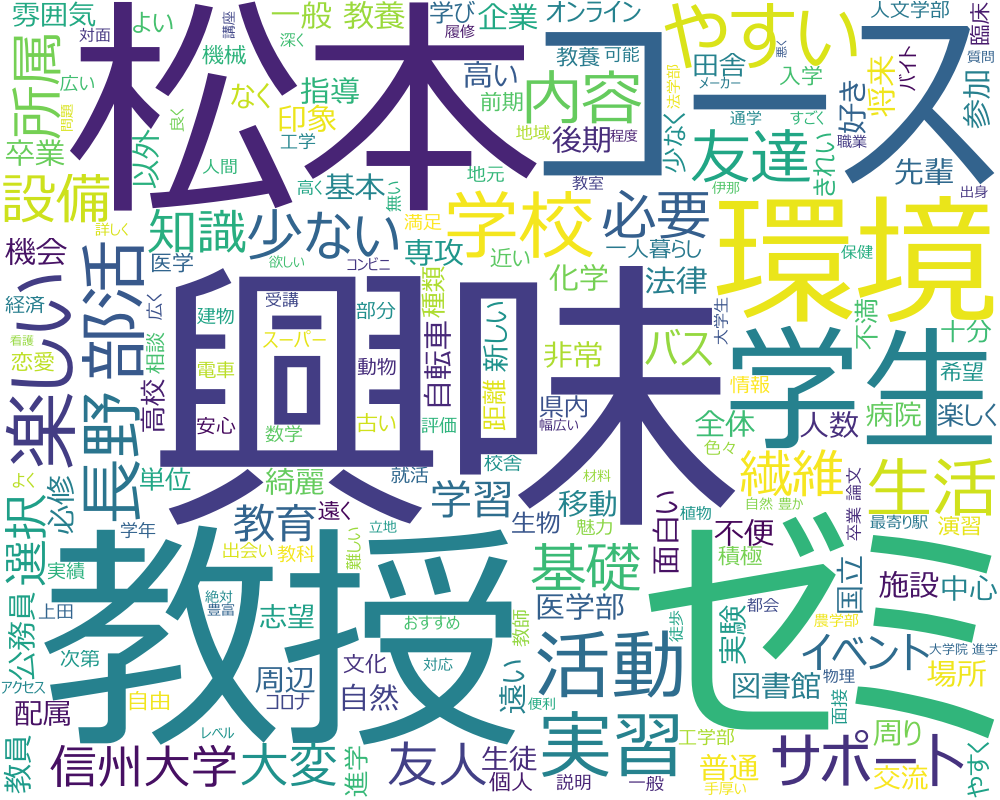 雰囲気
対面
よい
一般
教養
学び
講座
履修
企業
オンライン
人文学部
臨床
松本
コース
やすい
機械
深く
広い
なく
指導
高い
教養
可能
田舎
入学
悪く
バイト
質問
所属
問題
良く
印象
前期
内容
メーカー
法学部
好き
将来
参加
卒業
以外
工学
後期
地域
程度
少なく
通学
すごく
職業
設備
人間
高く
基本
無い
地元
教室
友達
伊那
きれい
先輩
出身
知識
少ない
満足
学校
必要
環境
機会
詳しく
医学
欲しい
コンビニ
専攻
近い
一人暮らし
保健
経済
広く
受講
種類
化学
法律
大学生
不満
十分
楽しい
部活
長野
建物
部分
新しい
バス
学生
看護
恋愛
相談
スーパー
自転車
非常
希望
高校
電車
動物
距離
情報
興味
安心
古い
評価
県内
幅広い
全体
人数
病院
楽しく
数学
校舎
色々
よく
単位
綺麗
就活
学習
材料
移動
繊維
生活
自然
豊か
卒業
論文
必修
選択
学年
教育
遠く
立地
生物
魅力
面白い
不便
植物
最寄り駅
演習
出会い
教科
難しい
積極
実績
基礎
施設
中心
公務員
上田
絶対
豊富
志望
教授
おすすめ
教師
医学部
徒歩
都会
国立
農学部
ゼミ
次第
周辺
文化
対応
遠い
活動
実験
イベント
大学院
進学
アクセス
自由
コロナ
自然
便利
図書館
物理
場所
配属
レベル
面接
教員
信州大学
大変
進学
友人
生徒
個人
実習
説明
一般
工学部
普通
手厚い
サポート
周り
交流
やすく